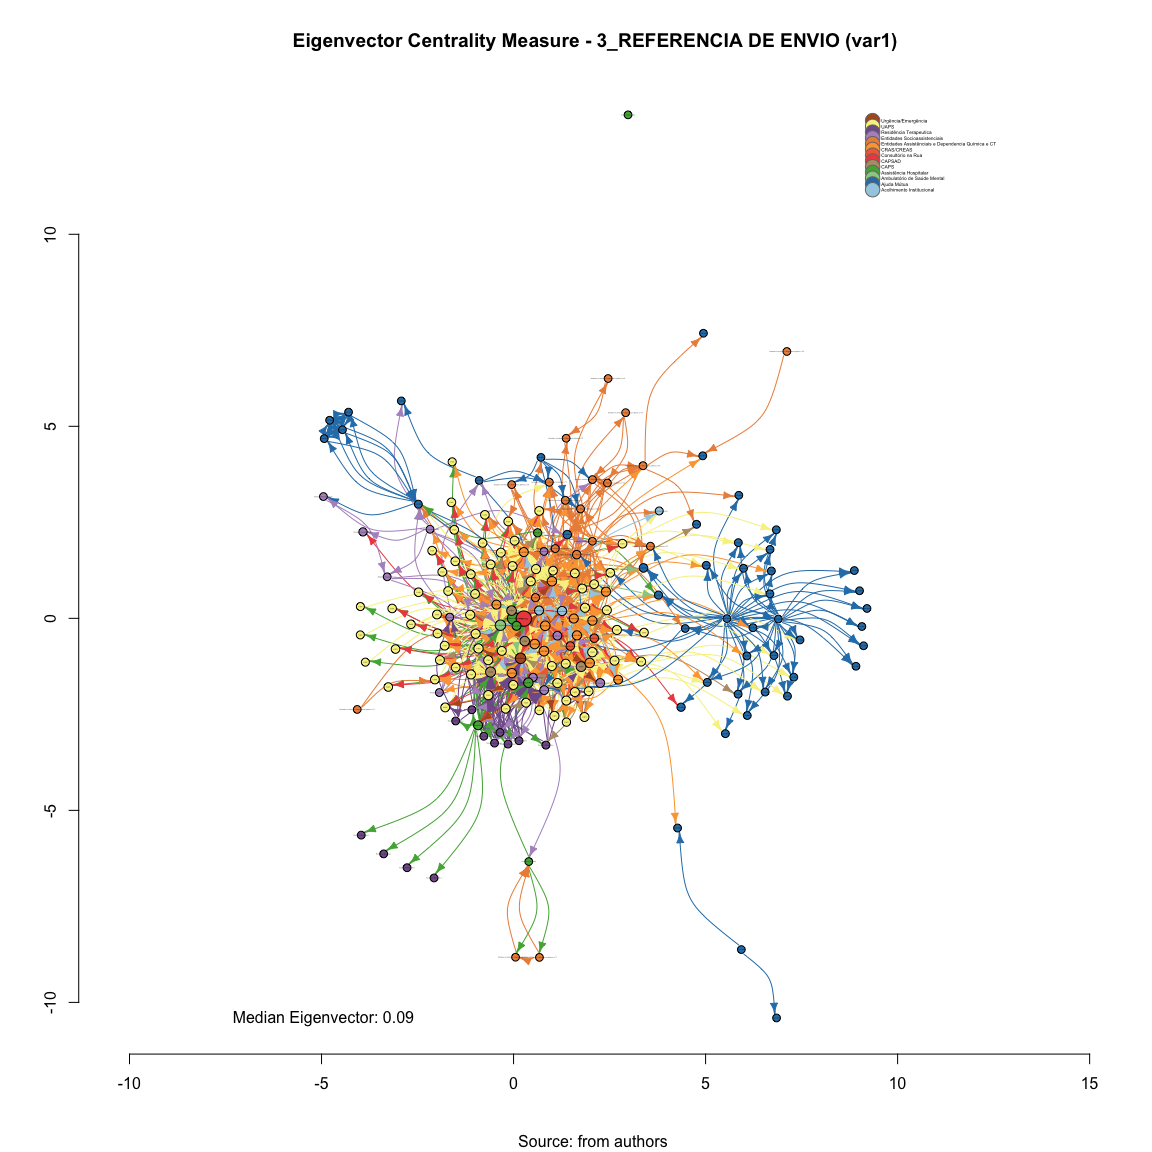 Eigenvector Centrality Measure - 3_REFERENCIA DE ENVIO (var1)
Urgência/Emergência
UAPS
Residência Terapeutica
Entidades Socioassistenciais
Entidades Assistênciais e Dependencia Química e CT
CRAS/CREAS
Consultório na Rua
CAPSAD
CAPS
Assistência Hospitalar
Ambulatório de Saúde Mental
Ajuda Mútua
Acolhimento Institucional
10
5
0
-5
-10
Median Eigenvector: 0.09
-10 -5 0 5 10 15
Source: from authors